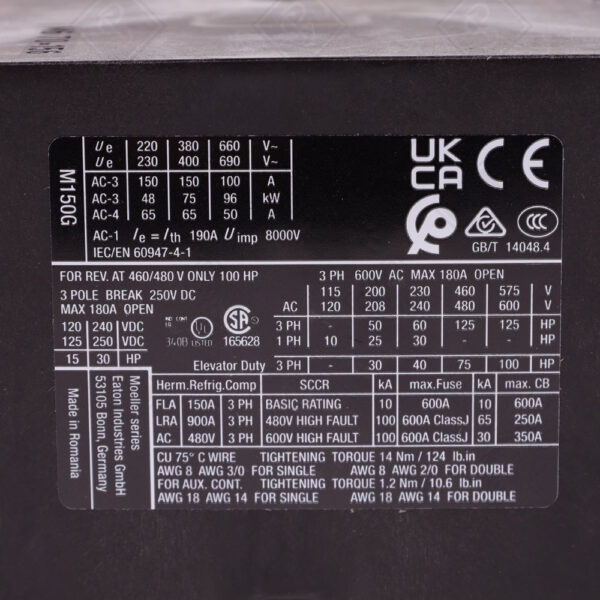 M150G
Ue 220 380 660 V~
Ue 230 400 690 V~
AC-3 150 150 100 A
AC-3 48 75 96 kW
AC-4 65 65 50 A
AC-1 Ie = Ith 190A Uimp 8000V
IEC/EN 60947-4-1
UK
CA
CE
CCC
GB/T 14048.4
FOR REV. AT 460/480 V ONLY 100 HP
3 POLE BREAK 250V DC
MAX 180A OPEN
120 240 VDC
125 250 VDC
15 30 HP
IND CONT
EQ
UL
340B LISTED
SA
165628
3 PH 600V AC MAX 180A OPEN
115 200 230 460 575 V
AC 120 208 240 480 600 V
3 PH - 50 60 125 125 HP
1 PH 10 25 30 - - HP
Elevator Duty 3 PH - 30 40 75 100 HP
Moeller series
Eaton Industries GmbH
53105 Bonn, Germany
Made in Romania
Herm.Refrig.Comp SCCR kA max.Fuse kA max. CB
FLA 150A 3 PH BASIC RATING 10 600A 10 600A
LRA 900A 3 PH 480V HIGH FAULT 100 600A ClassJ 65 250A
AC 480V 3 PH 600V HIGH FAULT 100 600A ClassJ 30 350A
CU 75° C WIRE TIGHTENING TORQUE 14 Nm / 124 lb.in
AWG 8 AWG 3/0 FOR SINGLE AWG 8 AWG 2/0 FOR DOUBLE
FOR AUX. CONT. TIGHTENING TORQUE 1.2 Nm / 10.6 lb.in
AWG 18 AWG 14 FOR SINGLE AWG 18 AWG 14 FOR DOUBLE